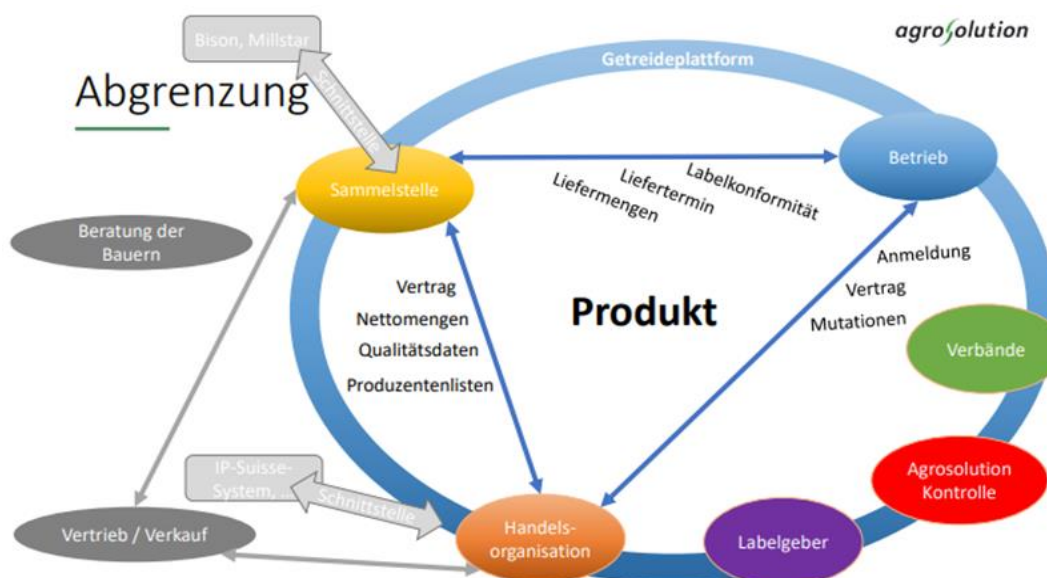 Bison, Millstar
agrosolution
Getreideplattform
Abgrenzung
Schnittstelle
Sammelstelle
Betrieb
Labelkonformität
Liefertermin
Liefermengen
Beratung der
Bauern
Anmeldung
Vertrag
Mutationen
Vertrag
Nettomengen
Qualitätsdaten
Produzentenlisten
Produkt
Verbände
IP-Suisse-
System, ...
Schnittstelle
Agrosolution
Kontrolle
Vertrieb / Verkauf
Handels-
organisation
Labelgeber